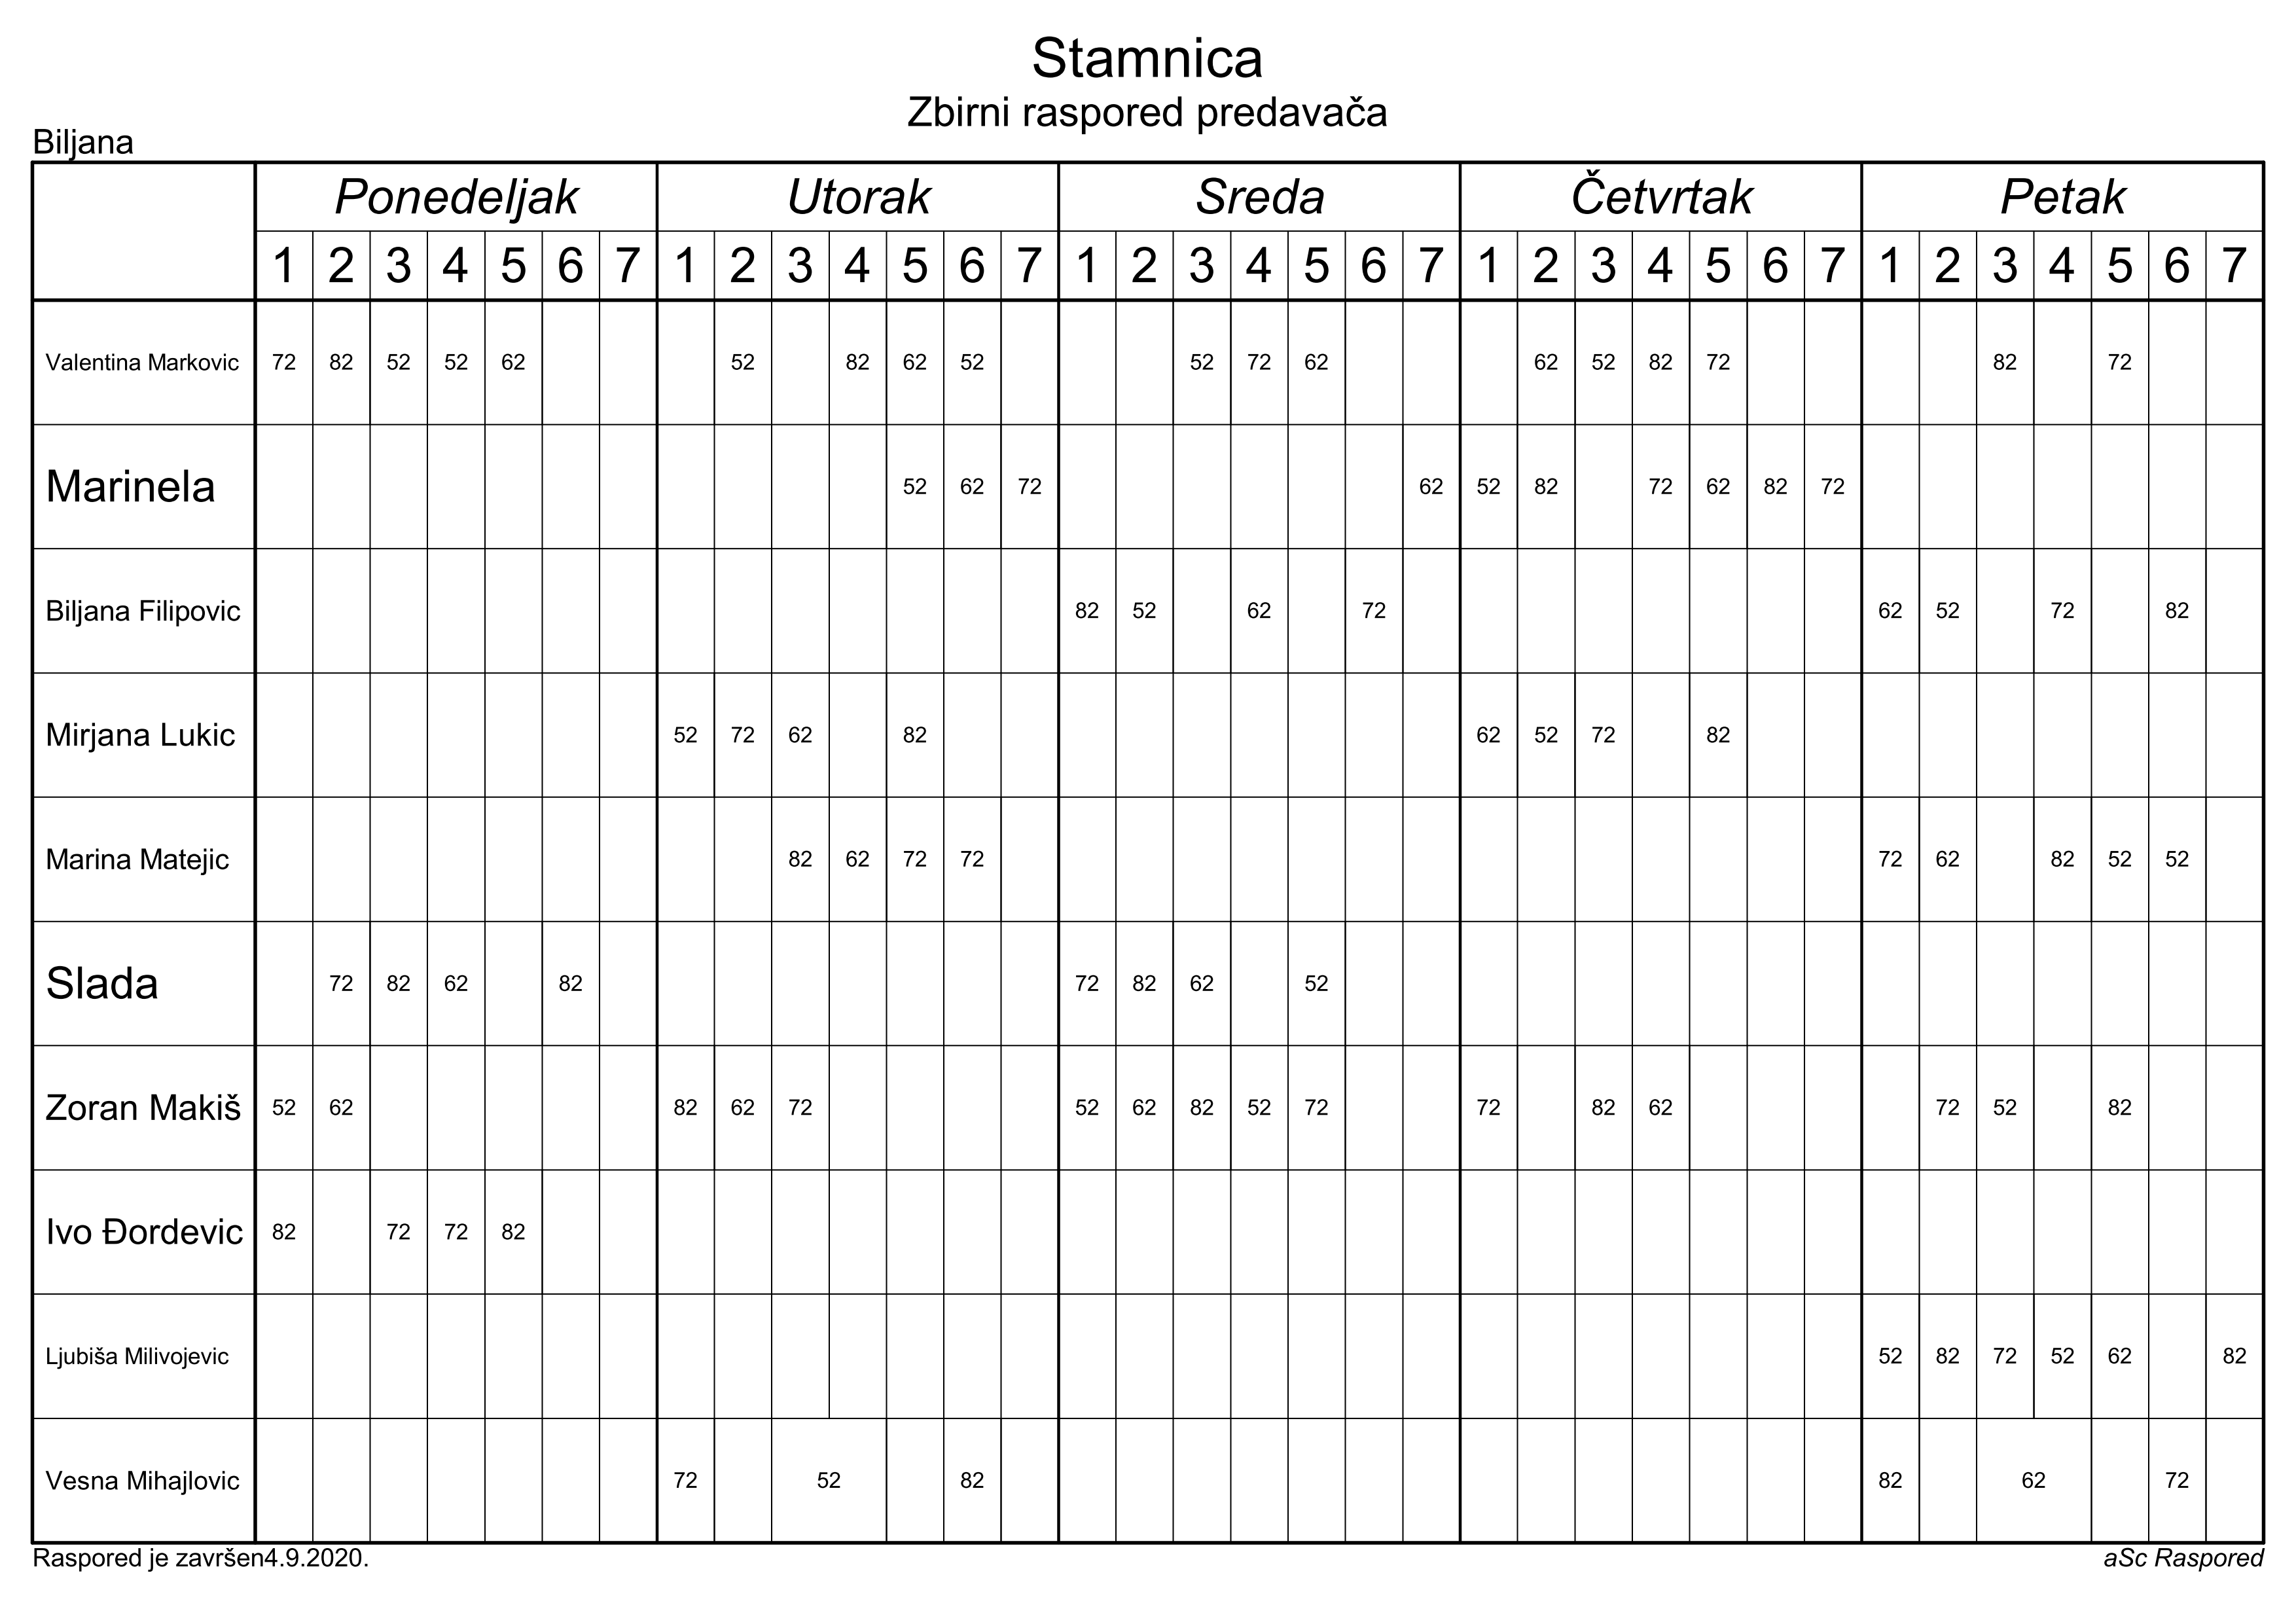 Stamnica
Zbirni raspored predavača
Biljana
Ponedeljak Utorak Sreda Četvrtak Petak
1 2 3 4 5 6 7 1 2 3 4 5 6 7 1 2 3 4 5 6 7 1 2 3 4 5 6 7 1 2 3 4 5 6 7
Valentina Markovic 72 82 52 52 62 52 82 62 52 52 72 62 62 52 82 72 82 72
Marinela 52 62 72 62 52 82 72 62 82 72
Biljana Filipovic 82 52 62 72 62 52 72 82
Mirjana Lukic 52 72 62 82 62 52 72 82
Marina Matejic 82 62 72 72 72 62 82 52 52
Slada 72 82 62 82 72 82 62 52
Zoran Makiš 52 62 82 62 72 52 62 82 52 72 72 82 62 72 52 82
Ivo Đordevic 82 72 72 82
Ljubiša Milivojevic 52 82 72 52 62 82
Vesna Mihajlovic 72 52 82 82 62 72
Raspored je završen4.9.2020. aSc Raspored